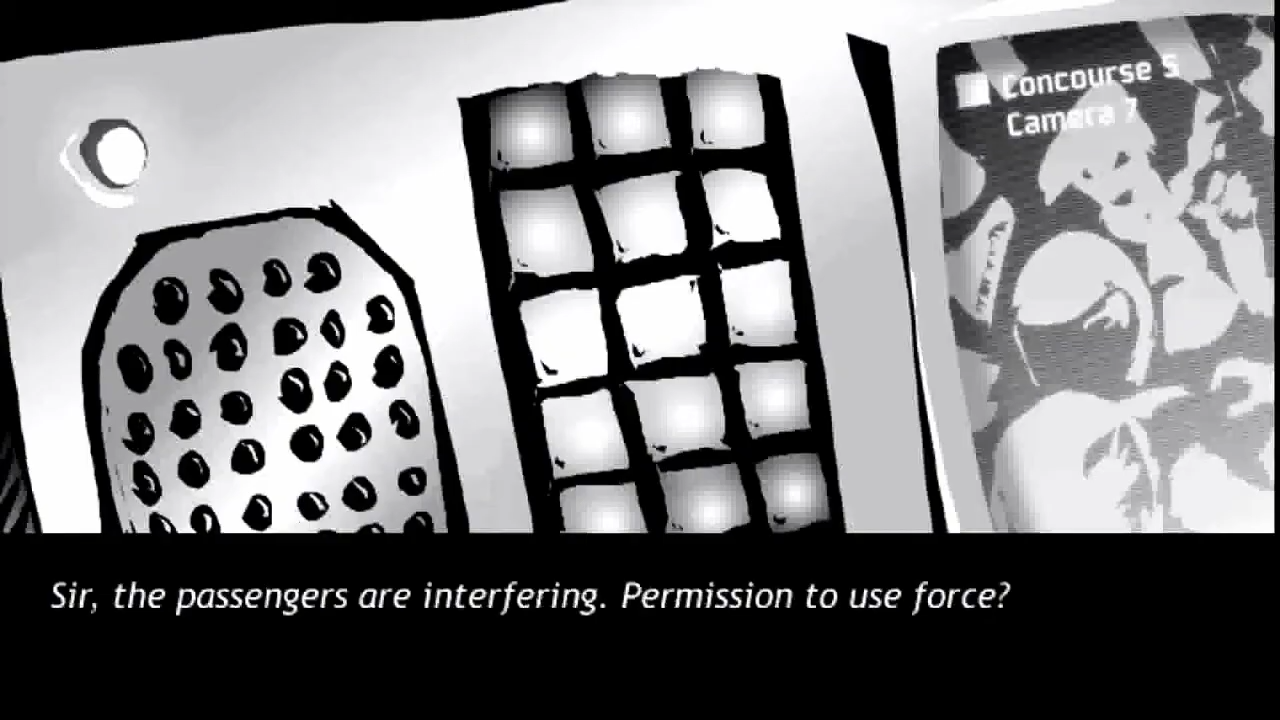 Concourse 5
Camera 7
Sir, the passengers are interfering. Permission to use force?